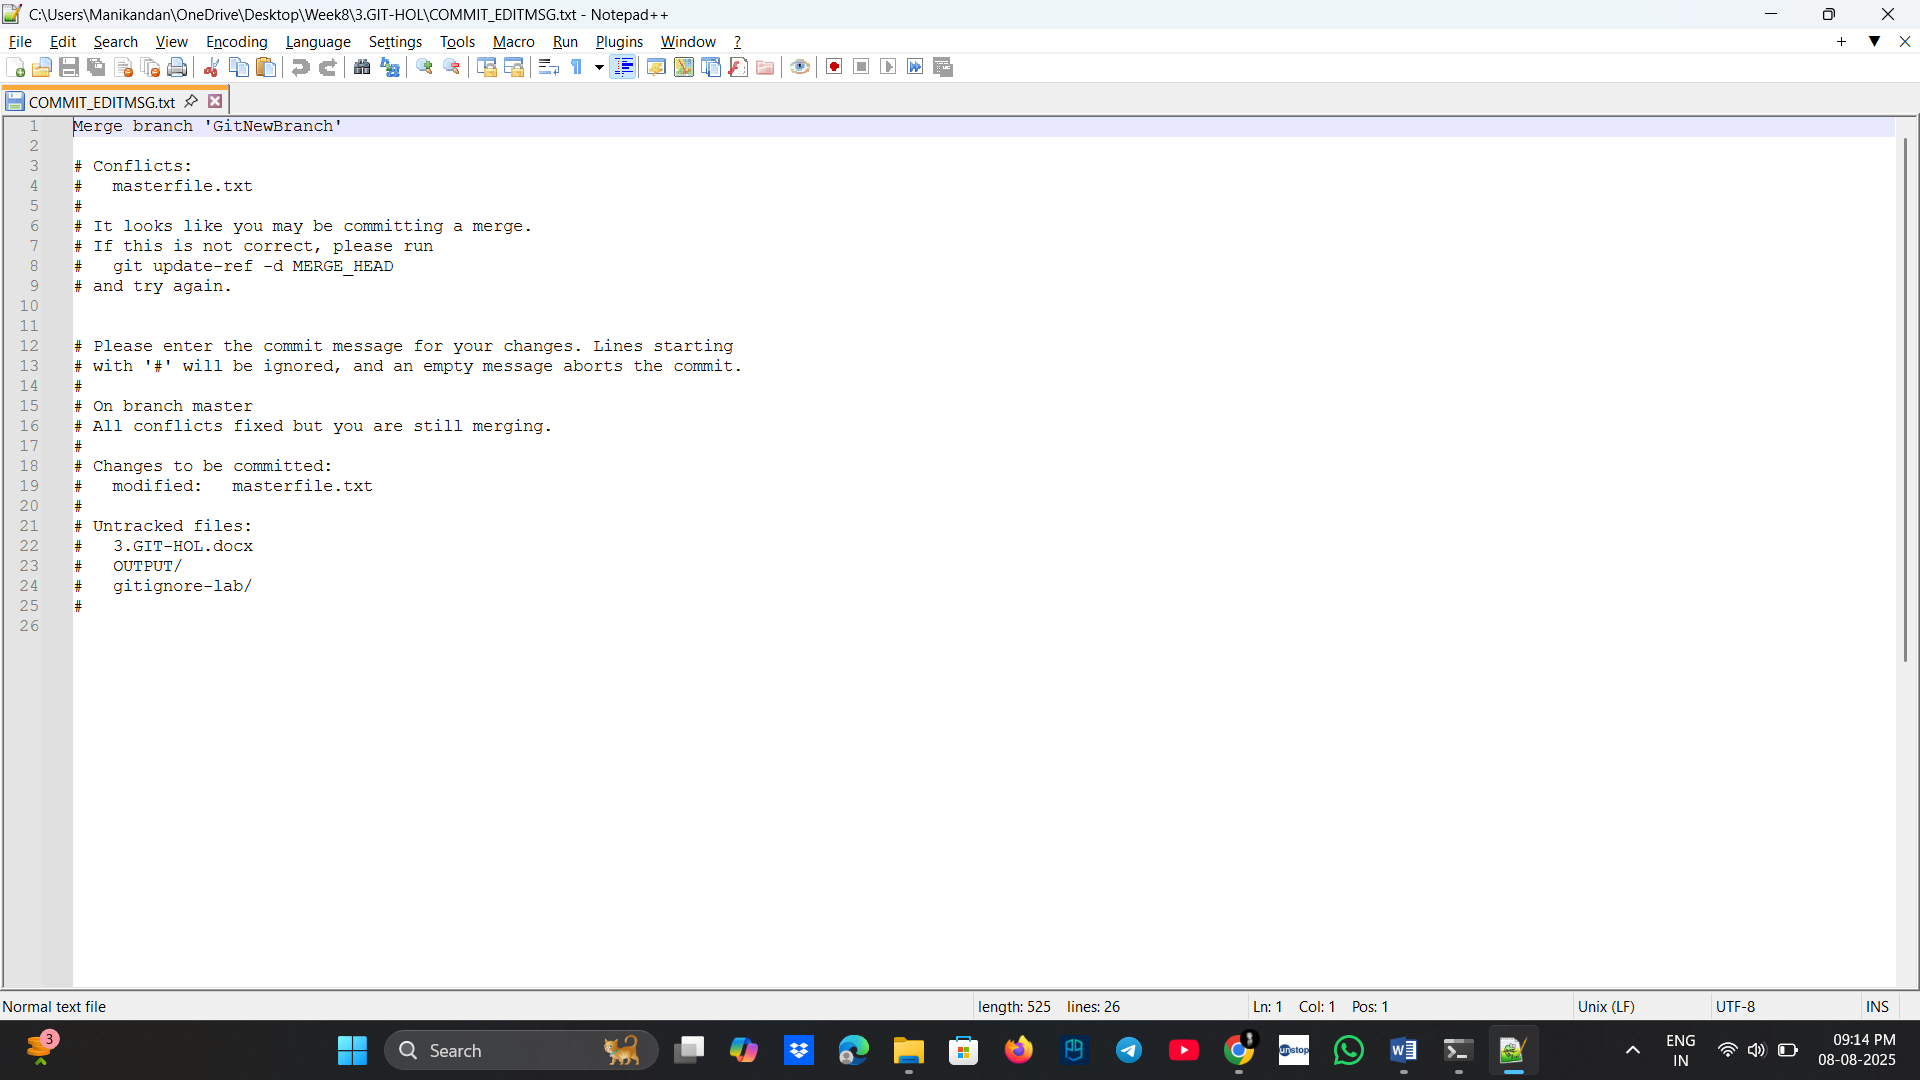 C:\Users\Manikandan\OneDrive\Desktop\Week8\3.GIT-HOL\COMMIT_EDITMSG.txt - Notepad++
File Edit Search View Encoding Language Settings Tools Macro Run Plugins Window ?
COMMIT_EDITMSG.txt
1 Merge branch 'GitNewBranch'
2
3 # Conflicts:
4 #	masterfile.txt
5 #
6 # It looks like you may be committing a merge.
7 # If this is not correct, please run
8 #	git update-ref -d MERGE_HEAD
9 # and try again.
10
11
12 # Please enter the commit message for your changes. Lines starting
13 # with '#' will be ignored, and an empty message aborts the commit.
14 #
15 # On branch master
16 # All conflicts fixed but you are still merging.
17 #
18 # Changes to be committed:
19 #	modified:   masterfile.txt
20 #
21 # Untracked files:
22 #	3.GIT-HOL.docx
23 #	OUTPUT/
24 #	gitignore-lab/
25 #
26
Normal text file length: 525 lines: 26 Ln: 1 Col: 1 Pos: 1 Unix (LF) UTF-8 INS
3 Search unstop ENG 09:14 PM
IN 08-08-2025